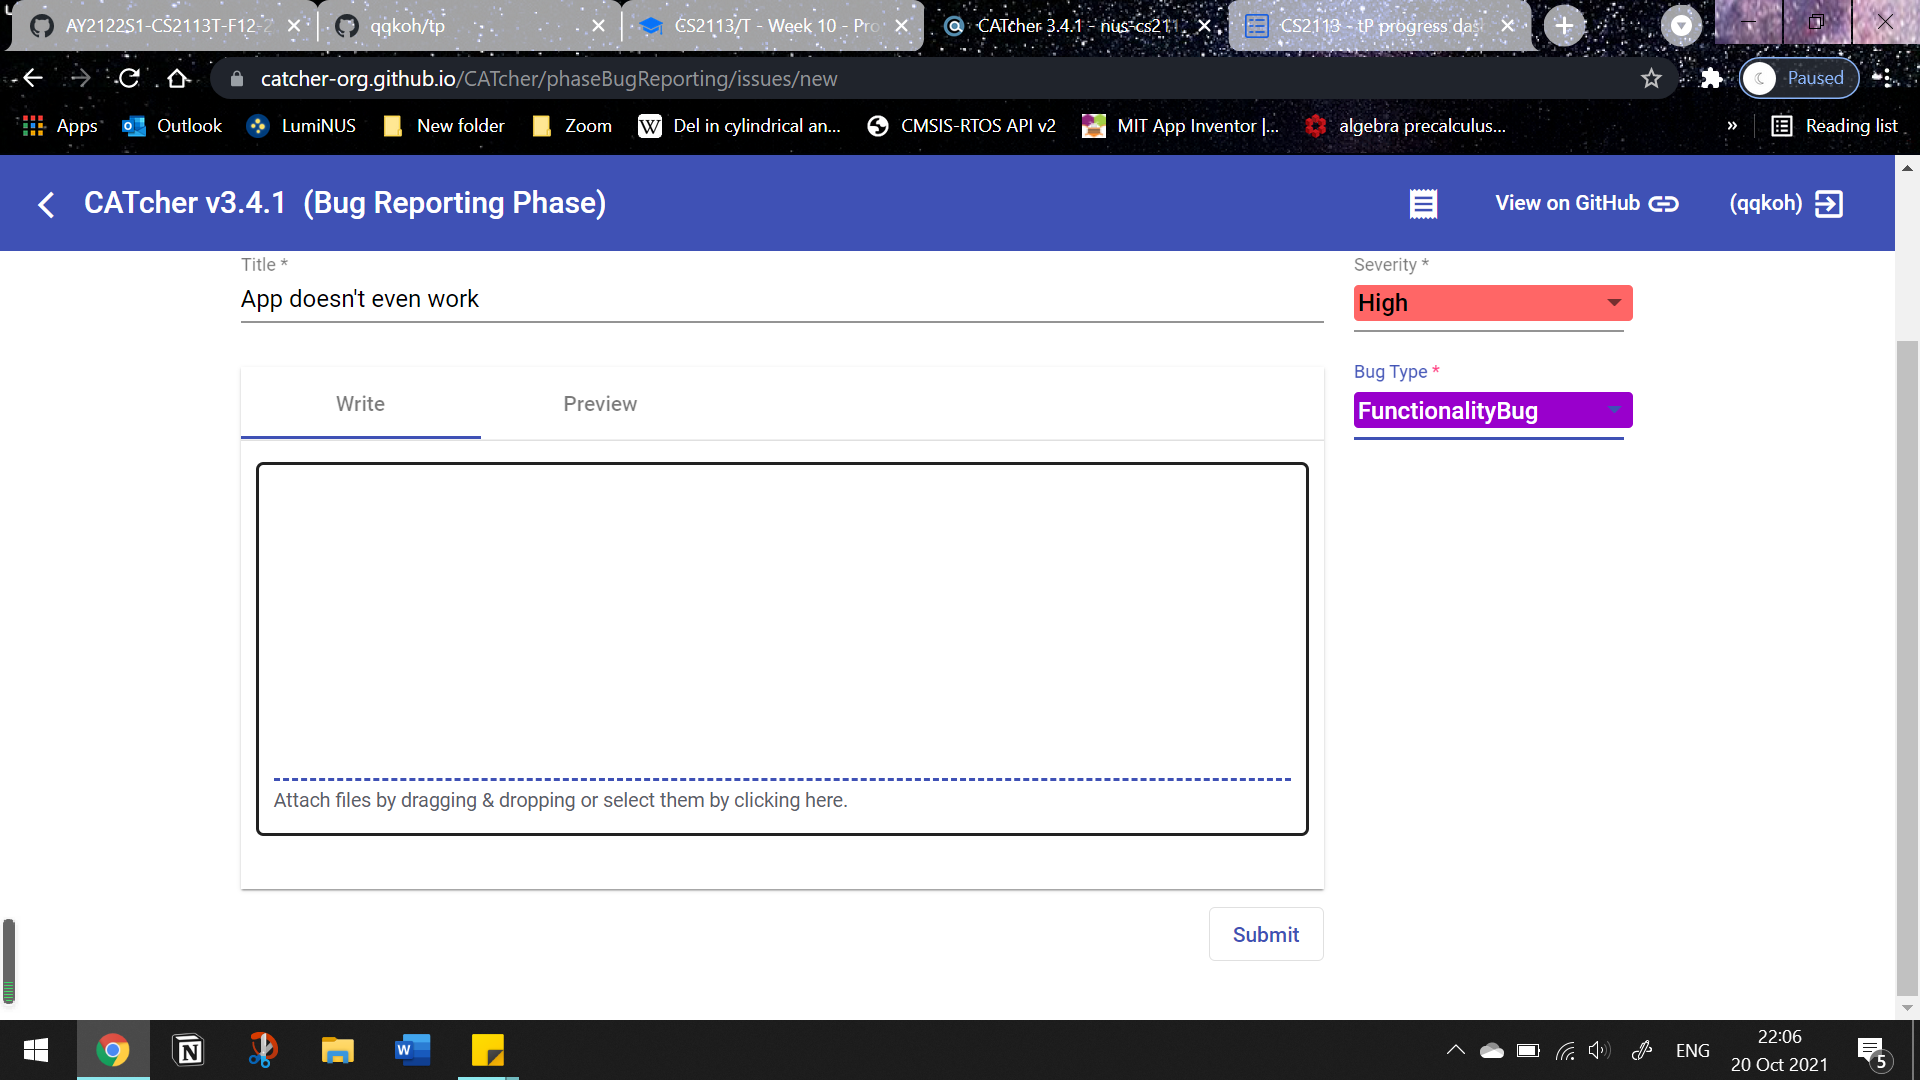 AY2122S1-CS2113T-F12-2
qqkoh/tp
CS2113/T - Week 10 - Pro
CATcher 3.4.1 - nus-cs21
CS2113 - tP progress das
catcher-org.github.io/CATcher/phaseBugReporting/issues/new
Paused
Apps
Outlook
LumiNUS
New folder
Zoom
W
Del in cylindrical an...
CMSIS-RTOS API v2
MIT App Inventor |...
algebra precalculus...
»
Reading list
CATcher v3.4.1 (Bug Reporting Phase)
View on GitHub
(qqkoh)
Title *
App doesn't even work
Severity *
High
Bug Type *
FunctionalityBug
Write
Preview
Attach files by dragging & dropping or select them by clicking here.
Submit
ENG
22:06
20 Oct 2021
5